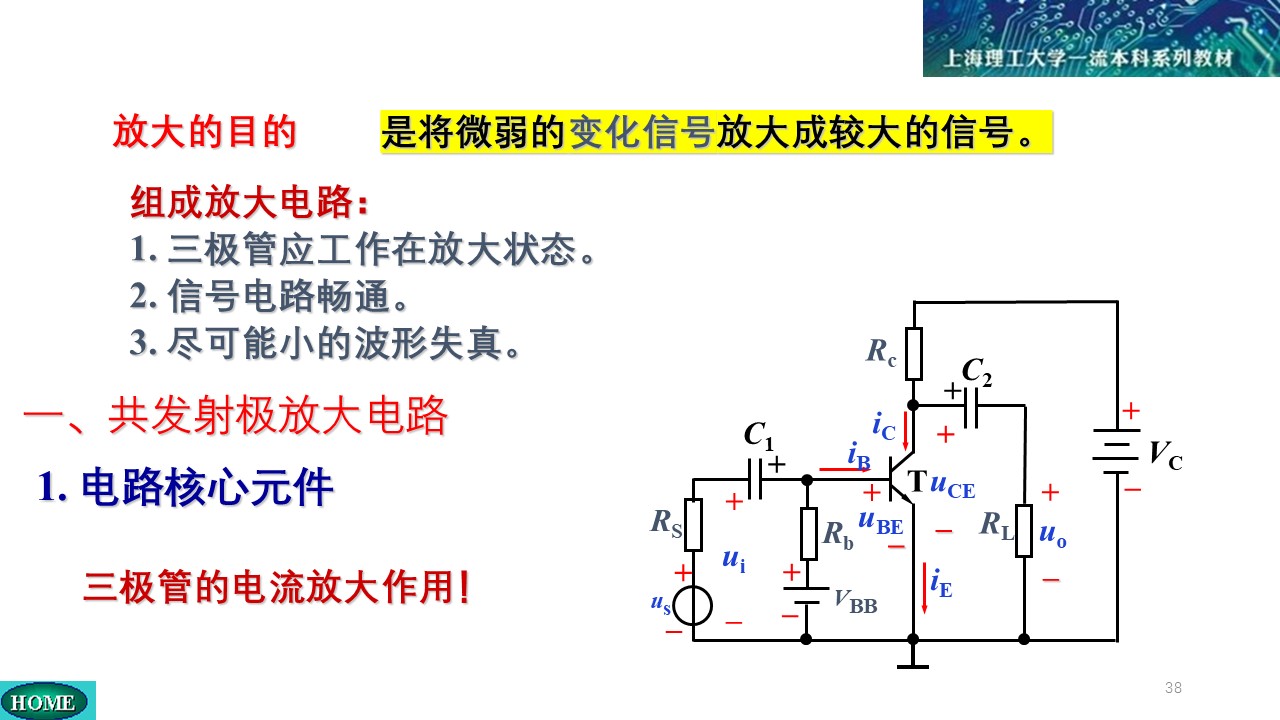 上海理工大学一流本科系列教材
放大的目的 是将微弱的变化信号放大成较大的信号。
组成放大电路：
1. 三极管应工作在放大状态。
2. 信号电路畅通。
3. 尽可能小的波形失真。
一、共发射极放大电路
1. 电路核心元件
三极管的电流放大作用！
Rc
C2
+
iC
+
+
VC
−
C1
+
iB
T
uCE
+
uBE
−
−
RS
+
ui
−
Rb
RL
+
uo
−
+
us
−
+
VBB
−
iE
HOME
38